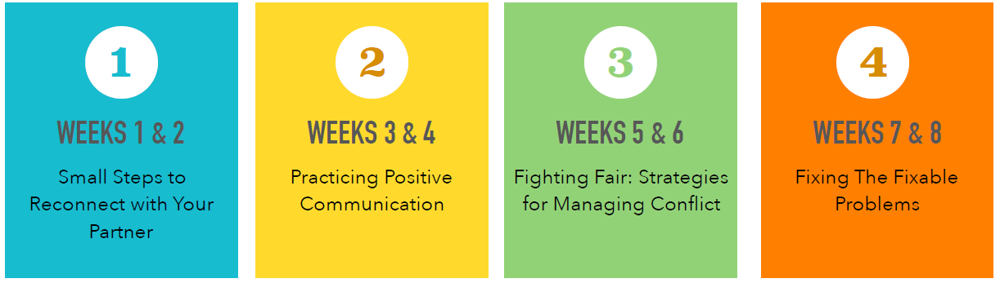 1
WEEKS 1 & 2
Small Steps to
Reconnect with Your
Partner
2
WEEKS 3 & 4
Practicing Positive
Communication
3
WEEKS 5 & 6
Fighting Fair: Strategies
for Managing Conflict
4
WEEKS 7 & 8
Fixing The Fixable
Problems